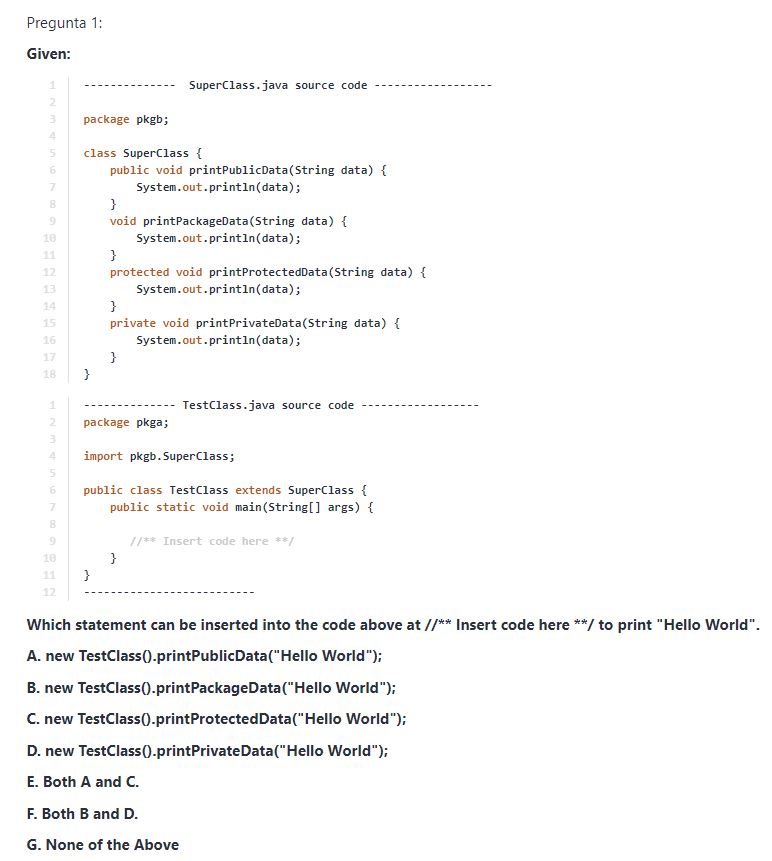 Pregunta 1:
Given:
1 -------------- SuperClass.java source code ------------------
2
3 package pkgb;
4
5 class SuperClass {
6 public void printPublicData(String data) {
7 System.out.println(data);
8 }
9 void printPackageData(String data) {
10 System.out.println(data);
11 }
12 protected void printProtectedData(String data) {
13 System.out.println(data);
14 }
15 private void printPrivateData(String data) {
16 System.out.println(data);
17 }
18 }
1 -------------- TestClass.java source code ------------------
2 package pkga;
3
4 import pkgb.SuperClass;
5
6 public class TestClass extends SuperClass {
7 public static void main(String[] args) {
8
9 //** Insert code here **/
10 }
11 }
12 --------------------------
Which statement can be inserted into the code above at //** Insert code here **/ to print "Hello World".
A. new TestClass().printPublicData("Hello World");
B. new TestClass().printPackageData("Hello World");
C. new TestClass().printProtectedData("Hello World");
D. new TestClass().printPrivateData("Hello World");
E. Both A and C.
F. Both B and D.
G. None of the Above